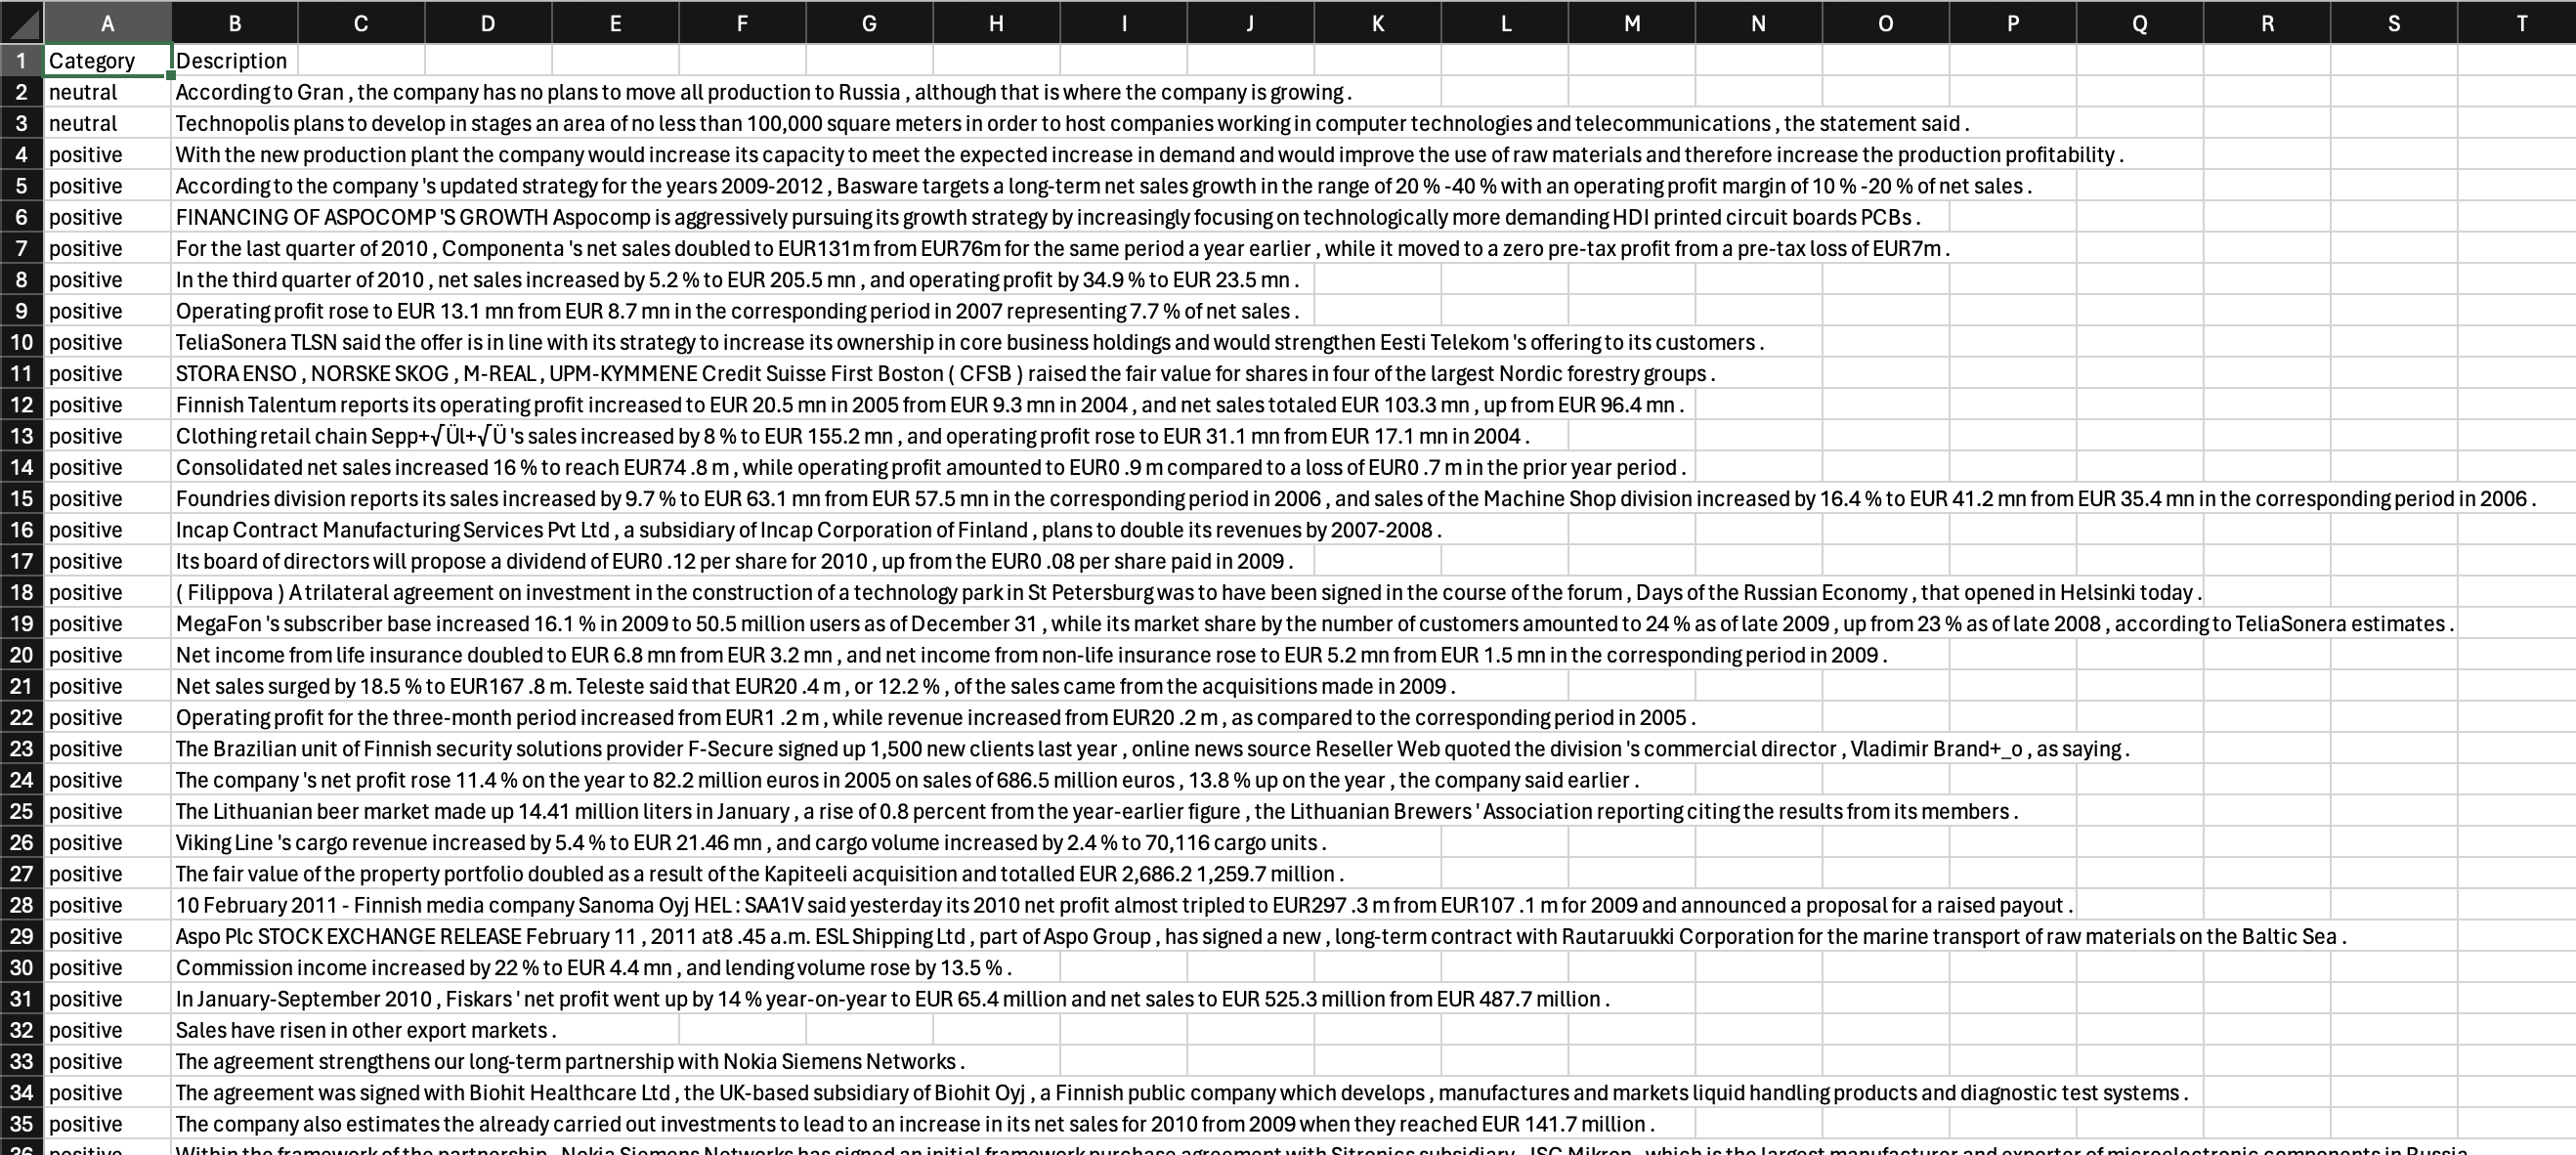 A B C D E F G H I J K L M N O P Q R S T
1 Category Description
2 neutral According to Gran , the company has no plans to move all production to Russia , although that is where the company is growing .
3 neutral Technopolis plans to develop in stages an area of no less than 100,000 square meters in order to host companies working in computer technologies and telecommunications , the statement said .
4 positive With the new production plant the company would increase its capacity to meet the expected increase in demand and would improve the use of raw materials and therefore increase the production profitability .
5 positive According to the company 's updated strategy for the years 2009-2012 , Basware targets a long-term net sales growth in the range of 20 % -40 % with an operating profit margin of 10 % -20 % of net sales .
6 positive FINANCING OF ASPOCOMP 'S GROWTH Aspocomp is aggressively pursuing its growth strategy by increasingly focusing on technologically more demanding HDI printed circuit boards PCBs .
7 positive For the last quarter of 2010 , Componenta 's net sales doubled to EUR131m from EUR76m for the same period a year earlier , while it moved to a zero pre-tax profit from a pre-tax loss of EUR7m .
8 positive In the third quarter of 2010 , net sales increased by 5.2 % to EUR 205.5 mn , and operating profit by 34.9 % to EUR 23.5 mn .
9 positive Operating profit rose to EUR 13.1 mn from EUR 8.7 mn in the corresponding period in 2007 representing 7.7 % of net sales .
10 positive TeliaSonera TLSN said the offer is in line with its strategy to increase its ownership in core business holdings and would strengthen Eesti Telekom 's offering to its customers .
11 positive STORA ENSO , NORSKE SKOG , M-REAL , UPM-KYMMENE Credit Suisse First Boston ( CFSB ) raised the fair value for shares in four of the largest Nordic forestry groups .
12 positive Finnish Talentum reports its operating profit increased to EUR 20.5 mn in 2005 from EUR 9.3 mn in 2004 , and net sales totaled EUR 103.3 mn , up from EUR 96.4 mn .
13 positive Clothing retail chain Sepp+√Ül+√Ü 's sales increased by 8 % to EUR 155.2 mn , and operating profit rose to EUR 31.1 mn from EUR 17.1 mn in 2004 .
14 positive Consolidated net sales increased 16 % to reach EUR74 .8 m , while operating profit amounted to EUR0 .9 m compared to a loss of EUR0 .7 m in the prior year period .
15 positive Foundries division reports its sales increased by 9.7 % to EUR 63.1 mn from EUR 57.5 mn in the corresponding period in 2006 , and sales of the Machine Shop division increased by 16.4 % to EUR 41.2 mn from EUR 35.4 mn in the corresponding period in 2006 .
16 positive Incap Contract Manufacturing Services Pvt Ltd , a subsidiary of Incap Corporation of Finland , plans to double its revenues by 2007-2008 .
17 positive Its board of directors will propose a dividend of EUR0 .12 per share for 2010 , up from the EUR0 .08 per share paid in 2009 .
18 positive ( Filippova ) A trilateral agreement on investment in the construction of a technology park in St Petersburg was to have been signed in the course of the forum , Days of the Russian Economy , that opened in Helsinki today .
19 positive MegaFon 's subscriber base increased 16.1 % in 2009 to 50.5 million users as of December 31 , while its market share by the number of customers amounted to 24 % as of late 2009 , up from 23 % as of late 2008 , according to TeliaSonera estimates .
20 positive Net income from life insurance doubled to EUR 6.8 mn from EUR 3.2 mn , and net income from non-life insurance rose to EUR 5.2 mn from EUR 1.5 mn in the corresponding period in 2009 .
21 positive Net sales surged by 18.5 % to EUR167 .8 m. Teleste said that EUR20 .4 m , or 12.2 % , of the sales came from the acquisitions made in 2009 .
22 positive Operating profit for the three-month period increased from EUR1 .2 m , while revenue increased from EUR20 .2 m , as compared to the corresponding period in 2005 .
23 positive The Brazilian unit of Finnish security solutions provider F-Secure signed up 1,500 new clients last year , online news source Reseller Web quoted the division 's commercial director , Vladimir Brand+_o , as saying .
24 positive The company 's net profit rose 11.4 % on the year to 82.2 million euros in 2005 on sales of 686.5 million euros , 13.8 % up on the year , the company said earlier .
25 positive The Lithuanian beer market made up 14.41 million liters in January , a rise of 0.8 percent from the year-earlier figure , the Lithuanian Brewers ' Association reporting citing the results from its members .
26 positive Viking Line 's cargo revenue increased by 5.4 % to EUR 21.46 mn , and cargo volume increased by 2.4 % to 70,116 cargo units .
27 positive The fair value of the property portfolio doubled as a result of the Kapiteeli acquisition and totalled EUR 2,686.2 1,259.7 million .
28 positive 10 February 2011 - Finnish media company Sanoma Oyj HEL : SAA1V said yesterday its 2010 net profit almost tripled to EUR297 .3 m from EUR107 .1 m for 2009 and announced a proposal for a raised payout .
29 positive Aspo Plc STOCK EXCHANGE RELEASE February 11 , 2011 at8 .45 a.m. ESL Shipping Ltd , part of Aspo Group , has signed a new , long-term contract with Rautaruukki Corporation for the marine transport of raw materials on the Baltic Sea .
30 positive Commission income increased by 22 % to EUR 4.4 mn , and lending volume rose by 13.5 % .
31 positive In January-September 2010 , Fiskars ' net profit went up by 14 % year-on-year to EUR 65.4 million and net sales to EUR 525.3 million from EUR 487.7 million .
32 positive Sales have risen in other export markets .
33 positive The agreement strengthens our long-term partnership with Nokia Siemens Networks .
34 positive The agreement was signed with Biohit Healthcare Ltd , the UK-based subsidiary of Biohit Oyj , a Finnish public company which develops , manufactures and markets liquid handling products and diagnostic test systems .
35 positive The company also estimates the already carried out investments to lead to an increase in its net sales for 2010 from 2009 when they reached EUR 141.7 million .
36 positive Within the framework of the partnership , Nokia Siemens Networks has signed an initial framework purchase agreement with Sitronics subsidiary , JSC Mikron , which is the largest manufacturer and exporter of microelectronic components in Russia